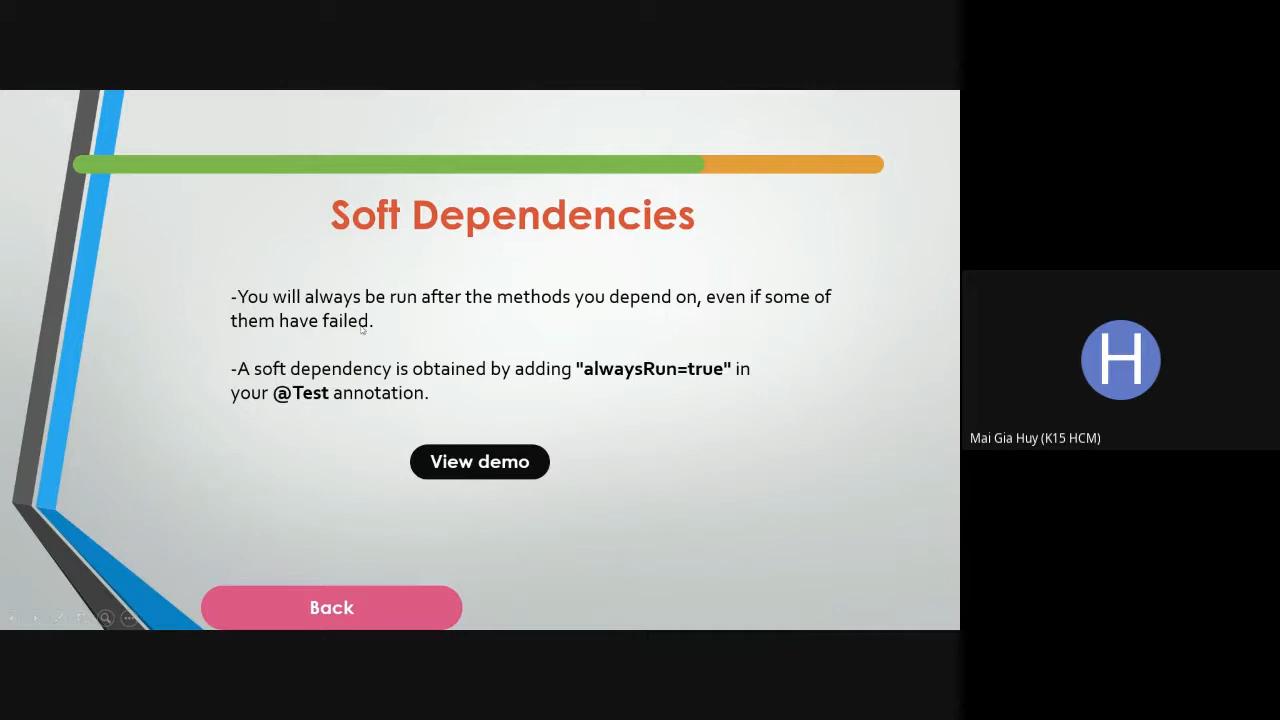 Soft Dependencies
-You will always be run after the methods you depend on, even if some of
them have failed.
-A soft dependency is obtained by adding "alwaysRun=true" in
your @Test annotation.
View demo
Back
H
Mai Gia Huy (K15 HCM)